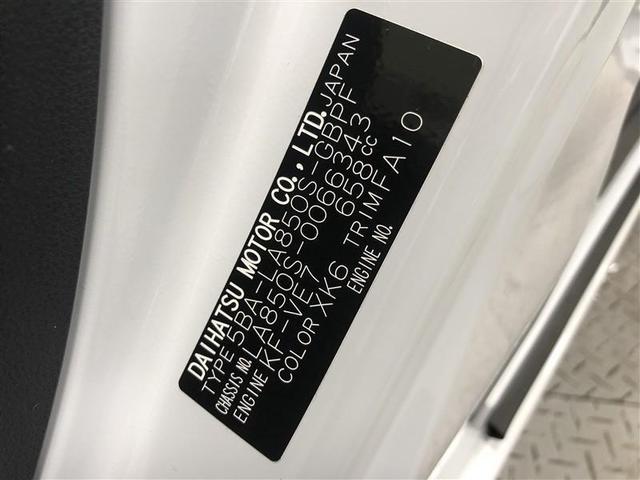 DAIHATSU MOTOR CO., LTD. JAPAN
TYPE 5BA-LA850S-GBPF
CHASSIS NO. LA850S-0066343
ENGINE KF-VE7 658cc
COLOR XK6 TRIM FA10
ENGINE NO.